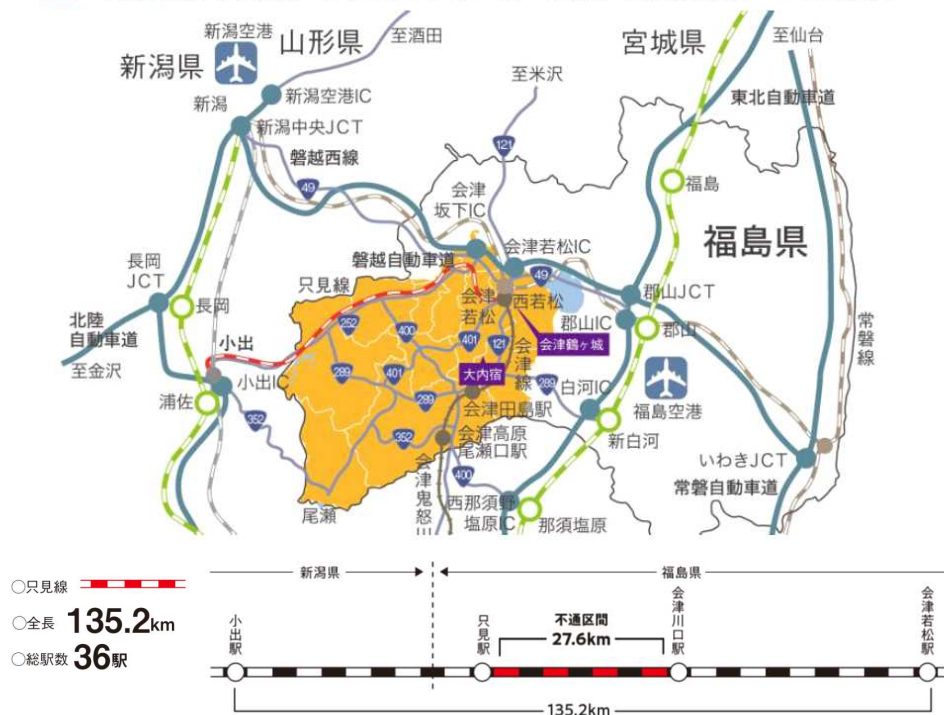 新潟空港
山形県
至酒田
宮城県
至仙台
新潟県
至米沢
新潟
新潟空港IC
東北自動車道
新潟中央JCT
磐越西線
121
49
会津
坂下IC
福島
福島県
会津若松IC
長岡
JCT
磐越自動車道
只見線
49
郡山JCT
長岡
会津
若松
西若松
北陸
自動車道
252
400
郡山IC
郡山
小出
401
121
会津鶴ヶ城
常磐線
至金沢
小出IC
289
401
大内宿
会津線
289
白河IC
福島空港
浦佐
289
会津田島駅
352
352
会津高原
尾瀬口駅
新白河
いわきJCT
会津鬼怒川
400
西那須野
塩原IC
常磐自動車道
尾瀬
那須塩原
新潟県
福島県
○只見線
○全長 135.2km
○総駅数 36駅
小出駅
只見駅
不通区間
27.6km
会津川口駅
会津若松駅
135.2km